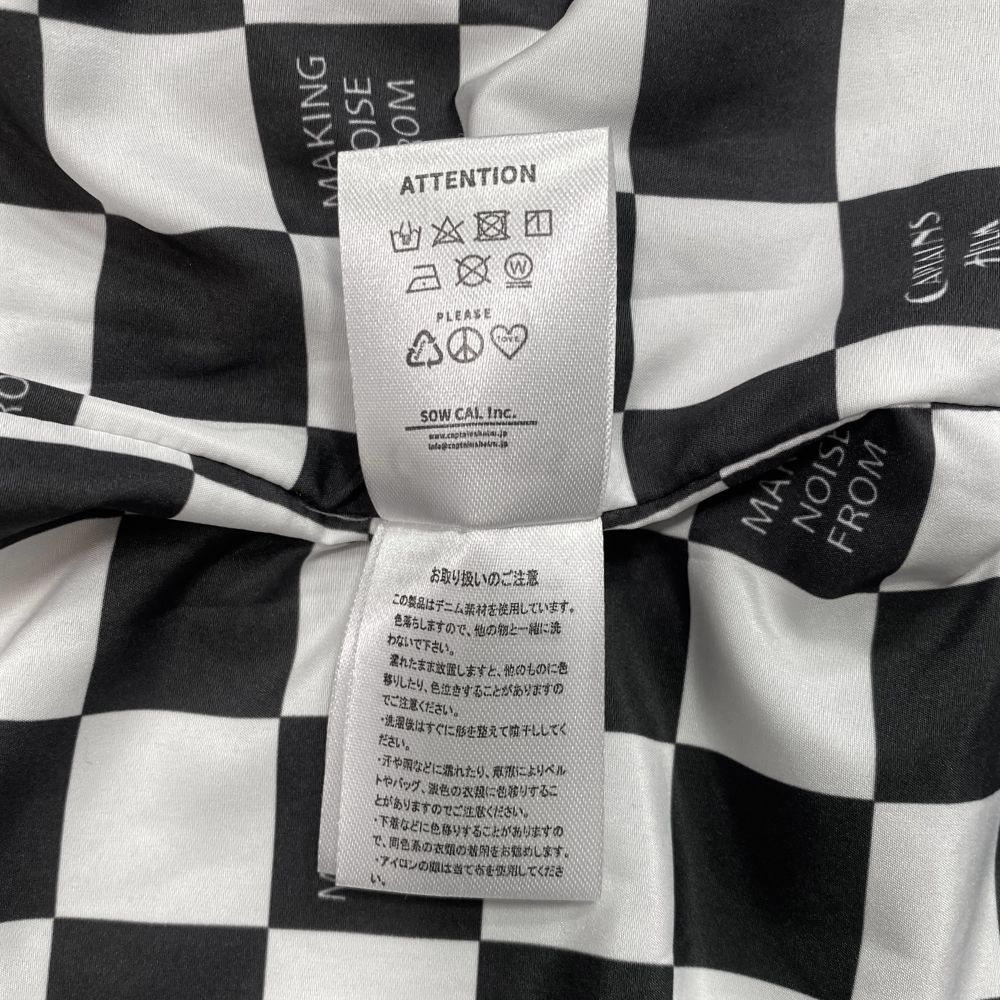 MAKING
NOISE
FROM
ATTENTION
W
PLEASE
LOVE
SOW CAL Inc.
www.captainshelm.jp
info@captainshelm.jp
CAPTAINS
NOISE
FROM
お取り扱いのご注意
この製品はデニム素材を使用しています。
色落ちしますので、他の物と一緒に洗
わないで下さい。
濡れたまま放置しますと、他のものに色
移りしたり、色泣きすることがありますの
でご注意ください。
・洗濯後はすぐに形を整えて陰干ししてく
ださい。
・汗や雨などに濡れたり、摩擦によりベル
トやバッグ、淡色の衣類に色移りするこ
とがありますのでご注意ください。
・下着などに色移りすることがありますの
で、同色系の衣類の着用をお勧めします。
・アイロンの際は当て布を使用してくださ
い。